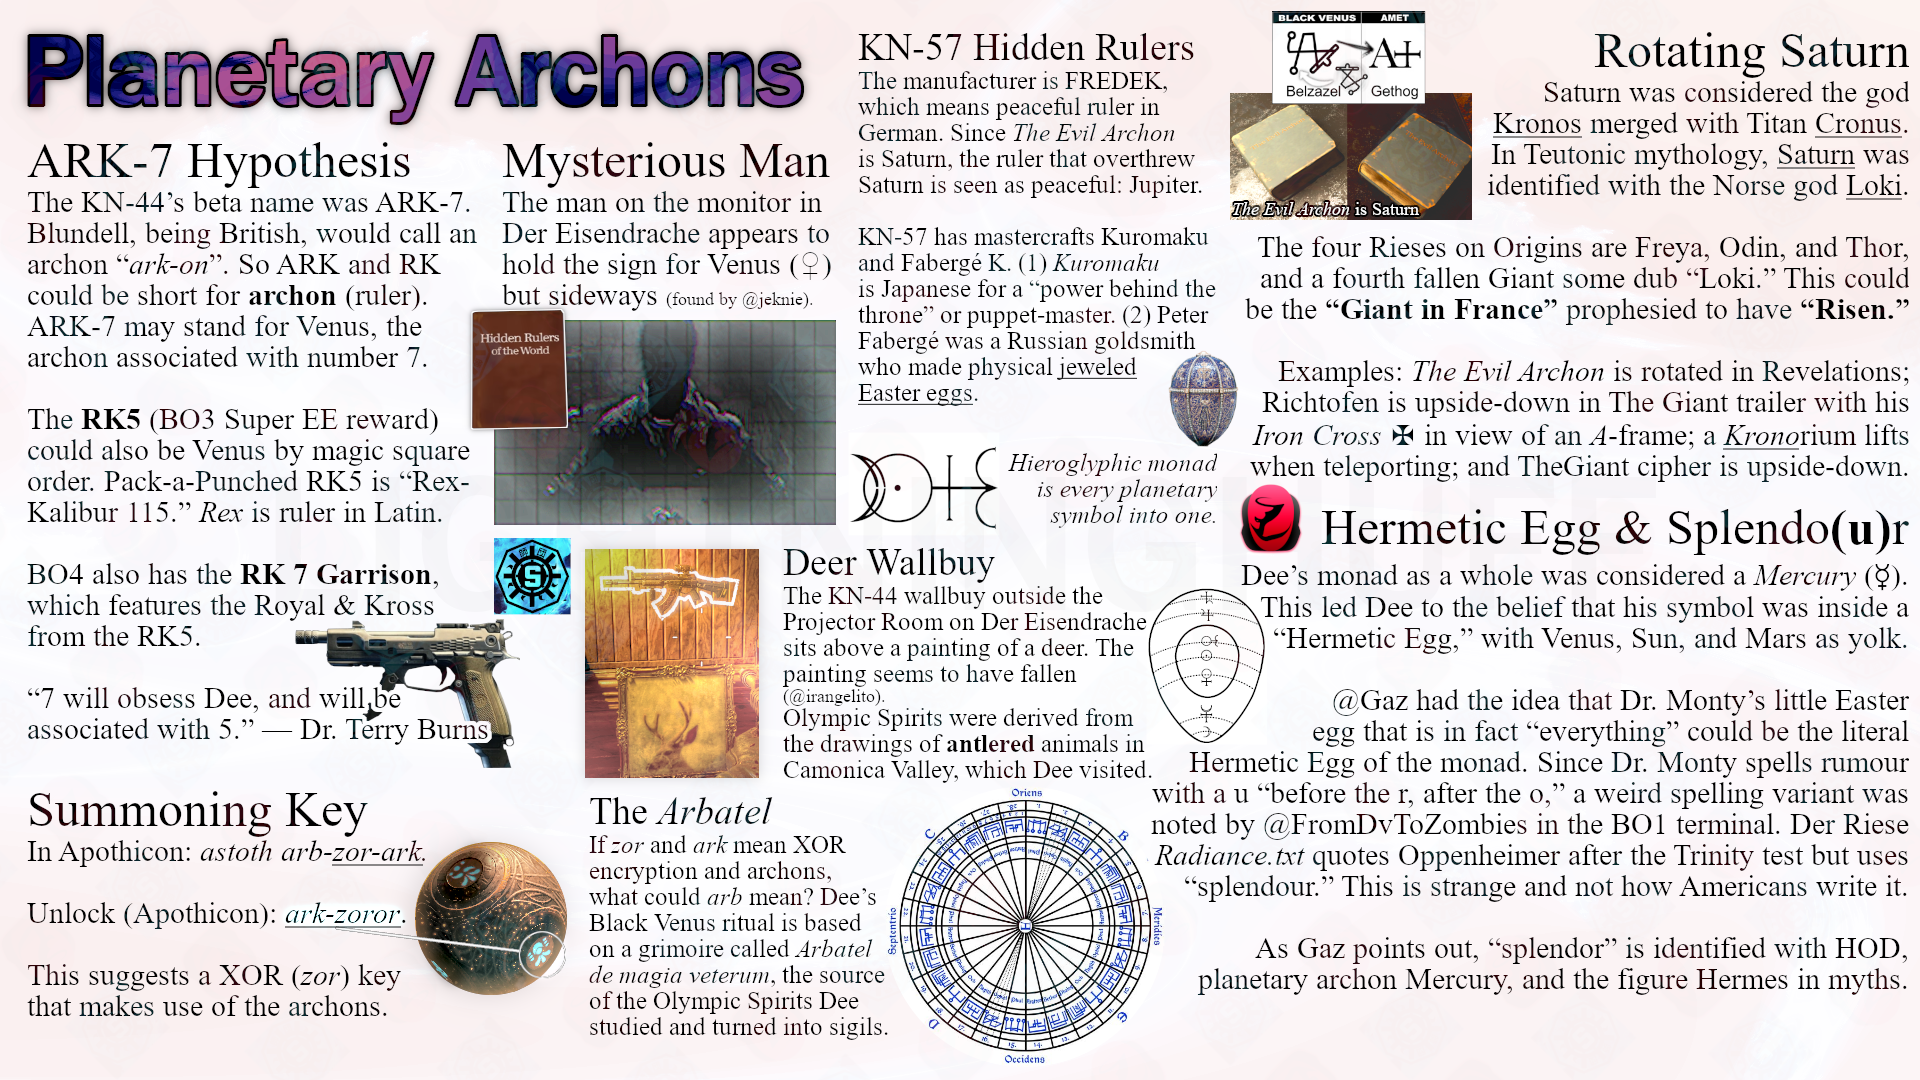 Planetary Archons
ARK-7 Hypothesis
The KN-44’s beta name was ARK-7.
Blundell, being British, would call an
archon “ark-on”. So ARK and RK
could be short for archon (ruler).
ARK-7 may stand for Venus, the
archon associated with number 7.
The RK5 (BO3 Super EE reward)
could also be Venus by magic square
order. Pack-a-Punched RK5 is “Rex-
Kalibur 115.” Rex is ruler in Latin.
BO4 also has the RK 7 Garrison,
which features the Royal & Kross
from the RK5.
“7 will obsess Dee, and will be
associated with 5.” — Dr. Terry Burns
Summoning Key
In Apothicon: astoth arb-zor-ark.
Unlock (Apothicon): ark-zoror.
This suggests a XOR (zor) key
that makes use of the archons.
Mysterious Man
The man on the monitor in
Der Eisendrache appears to
hold the sign for Venus (♀)
but sideways (found by @jeknie).
Hidden Rulers
of the World
S
Deer Wallbuy
The KN-44 wallbuy outside the
Projector Room on Der Eisendrache
sits above a painting of a deer. The
painting seems to have fallen
(@irangelito).
Olympic Spirits were derived from
the drawings of antlered animals in
Camonica Valley, which Dee visited.
The Arbatel
If zor and ark mean XOR
encryption and archons,
what could arb mean? Dee’s
Black Venus ritual is based
on a grimoire called Arbatel
de magia veterum, the source
of the Olympic Spirits Dee
studied and turned into sigils.
Oriens
Meridies
Occidens
Septentrio
KN-57 Hidden Rulers
The manufacturer is FREDEK,
which means peaceful ruler in
German. Since The Evil Archon
is Saturn, the ruler that overthrew
Saturn is seen as peaceful: Jupiter.
KN-57 has mastercrafts Kuromaku
and Fabergé K. (1) Kuromaku
is Japanese for a “power behind the
throne” or puppet-master. (2) Peter
Fabergé was a Russian goldsmith
who made physical jeweled
Easter eggs.
Hieroglyphic monad
is every planetary
symbol into one.
BLACK VENUS AMET
Belzazel Gethog
The Evil Archon is Saturn
Rotating Saturn
Saturn was considered the god
Kronos merged with Titan Cronus.
In Teutonic mythology, Saturn was
identified with the Norse god Loki.
The four Rieses on Origins are Freya, Odin, and Thor,
and a fourth fallen Giant some dub “Loki.” This could
be the “Giant in France” prophesied to have “Risen.”
Examples: The Evil Archon is rotated in Revelations;
Richtofen is upside-down in The Giant trailer with his
Iron Cross ✠ in view of an A-frame; a Kronorium lifts
when teleporting; and TheGiant cipher is upside-down.
Hermetic Egg & Splendo(u)r
Dee’s monad as a whole was considered a Mercury (☿).
This led Dee to the belief that his symbol was inside a
“Hermetic Egg,” with Venus, Sun, and Mars as yolk.
@Gaz had the idea that Dr. Monty’s little Easter
egg that is in fact “everything” could be the literal
Hermetic Egg of the monad. Since Dr. Monty spells rumour
with a u “before the r, after the o,” a weird spelling variant was
noted by @FromDvToZombies in the BO1 terminal. Der Riese
Radiance.txt quotes Oppenheimer after the Trinity test but uses
“splendour.” This is strange and not how Americans write it.
As Gaz points out, “splendor” is identified with HOD,
planetary archon Mercury, and the figure Hermes in myths.